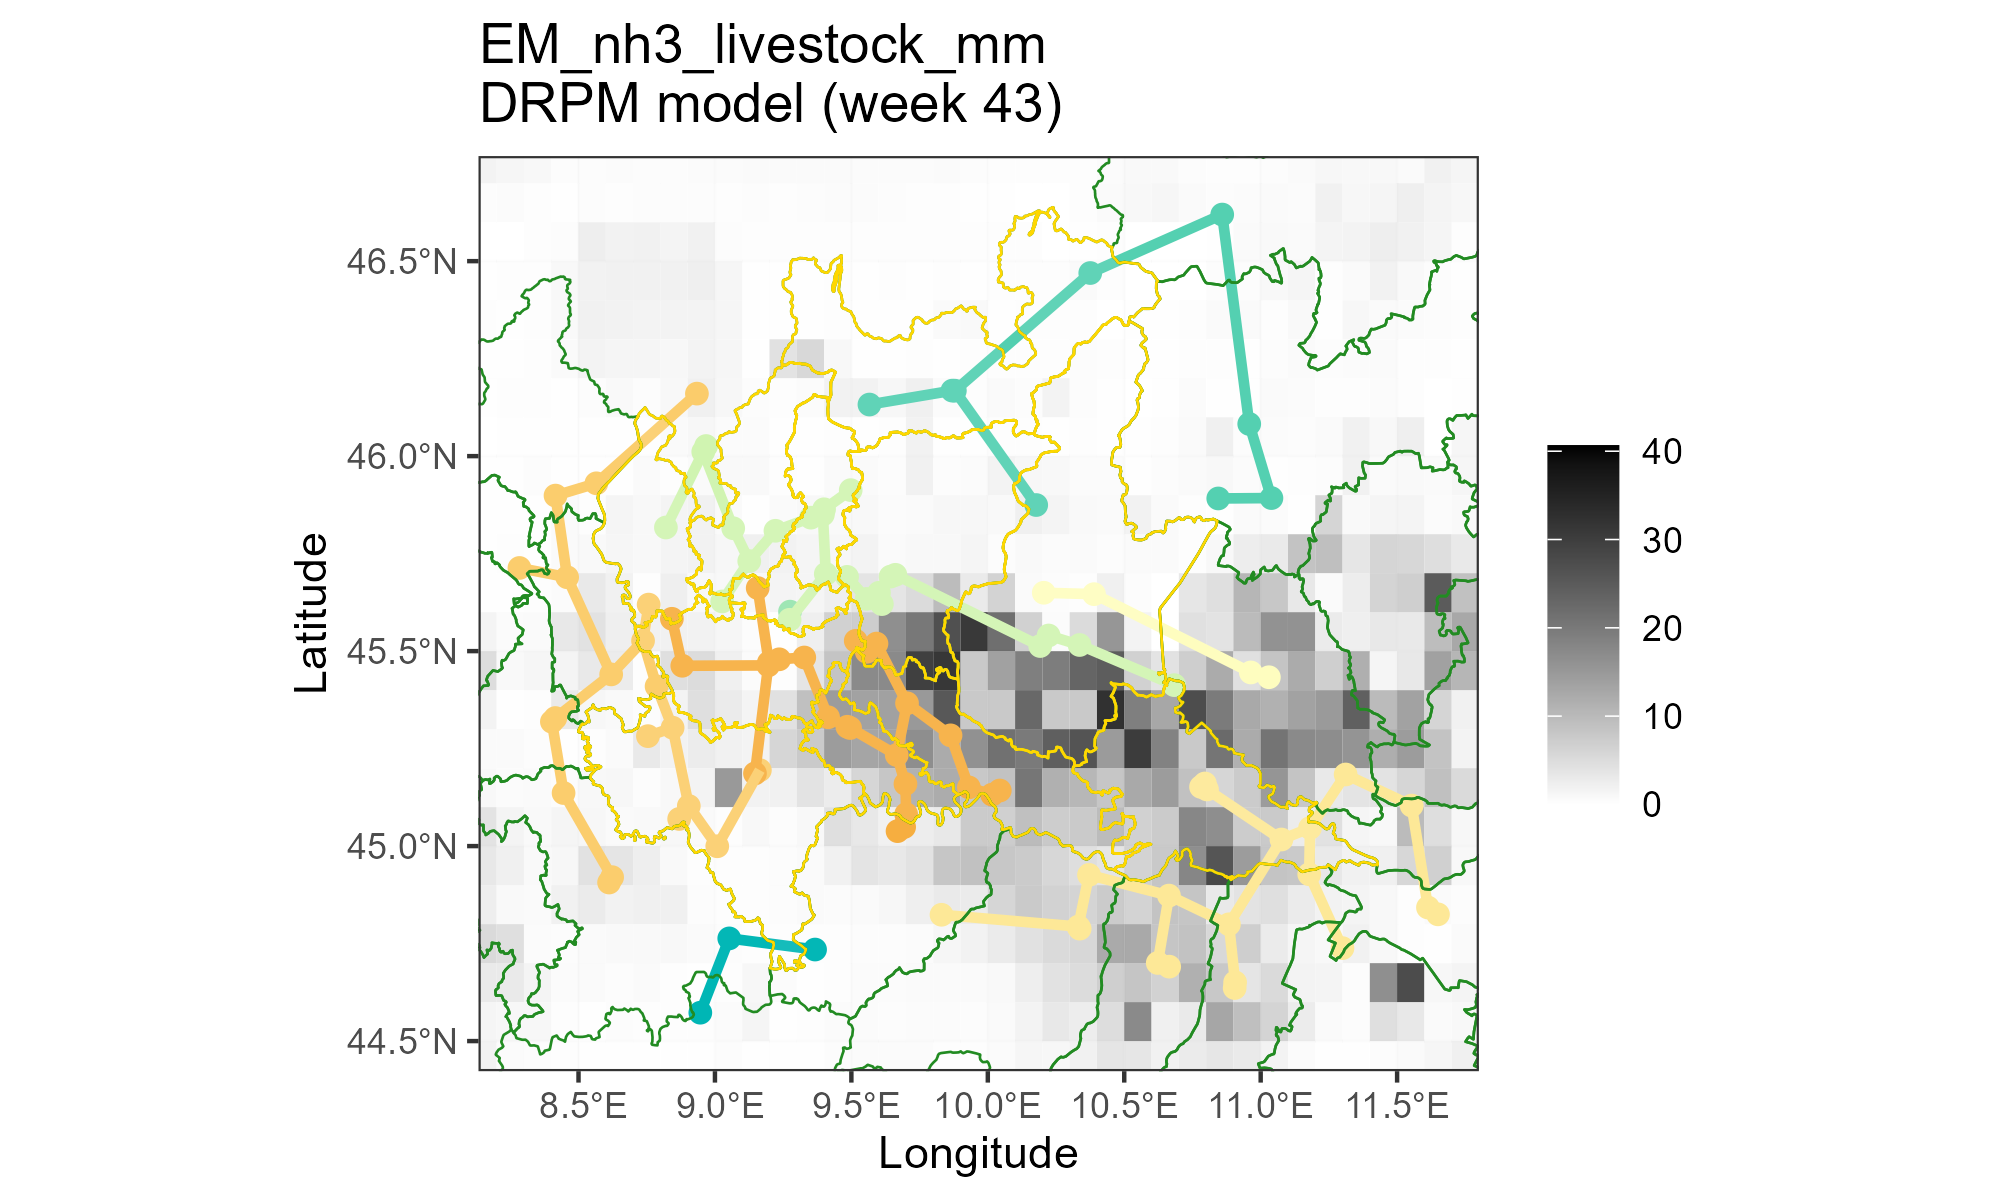 EM_nh3_livestock_mm
DRPM model (week 43)
46.5°N
46.0°N
45.5°N
45.0°N
44.5°N
Latitude
8.5°E 9.0°E 9.5°E 10.0°E 10.5°E 11.0°E 11.5°E
Longitude
40
30
20
10
0